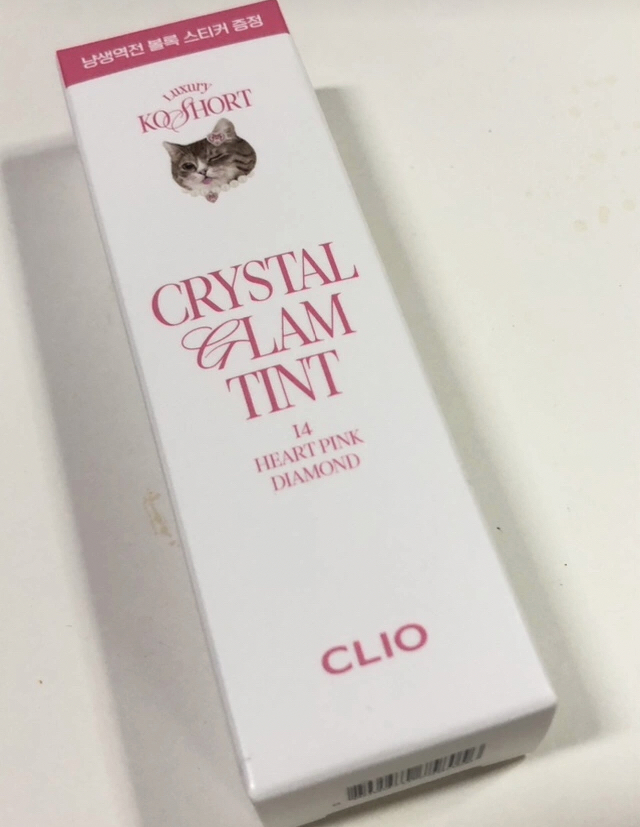 냥생역전 볼록 스티커 증정
Luxury
KOSHORT
CRYSTAL
GLAM
TINT
14
HEART PINK
DIAMOND
CLIO